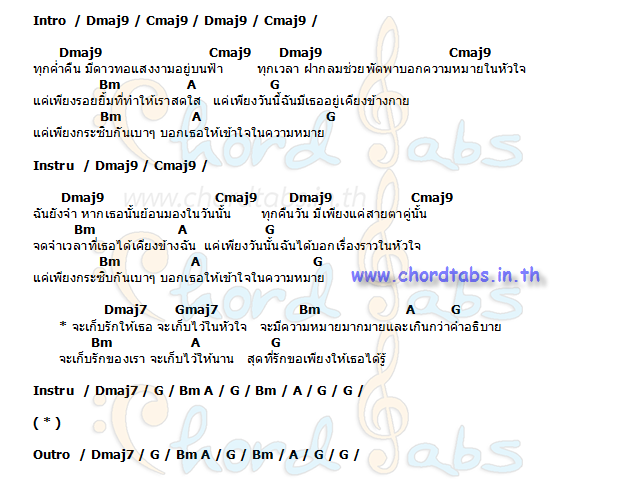 Intro / Dmaj9 / Cmaj9 / Dmaj9 / Cmaj9 /
Dmaj9 Cmaj9 Dmaj9 Cmaj9
ทุกค่ำคืน มีดาวทอแสงงามอยู่บนฟ้า ทุกเวลา ฝากลมช่วยพัดพาบอกความหมายในหัวใจ
Bm A G
แค่เพียงรอยยิ้มที่ทำให้เราสดใส แค่เพียงวันนี้ฉันมีเธออยู่เคียงข้างกาย
Bm A G
แค่เพียงกระซิบกันเบาๆ บอกเธอให้เข้าใจในความหมาย
Instru / Dmaj9 / Cmaj9 /
www.chordtabs.in.th
Dmaj9 Cmaj9 Dmaj9 Cmaj9
ฉันยังจำ หากเธอนั้นย้อนมองในวันนั้น ทุกคืนวัน มีเพียงแค่สายตาคู่นั้น
Bm A G
จดจำเวลาที่เธอได้เคียงข้างฉัน แค่เพียงวันนั้นฉันได้บอกเรื่องราวในหัวใจ
Bm A G
แค่เพียงกระซิบกันเบาๆ บอกเธอให้เข้าใจในความหมาย www.chordtabs.in.th
Dmaj7 Gmaj7 Bm A G
* จะเก็บรักให้เธอ จะเก็บไว้ในหัวใจ จะมีความหมายมากมายและเกินกว่าคำอธิบาย
Bm A G
จะเก็บรักของเรา จะเก็บไว้ให้นาน สุดที่รักขอเพียงให้เธอได้รู้
Instru / Dmaj7 / G / Bm A / G / Bm / A / G / G /
( * )
Outro / Dmaj7 / G / Bm A / G / Bm / A / G / G /
Chord Tabs
Chord Tabs
Chord Tabs